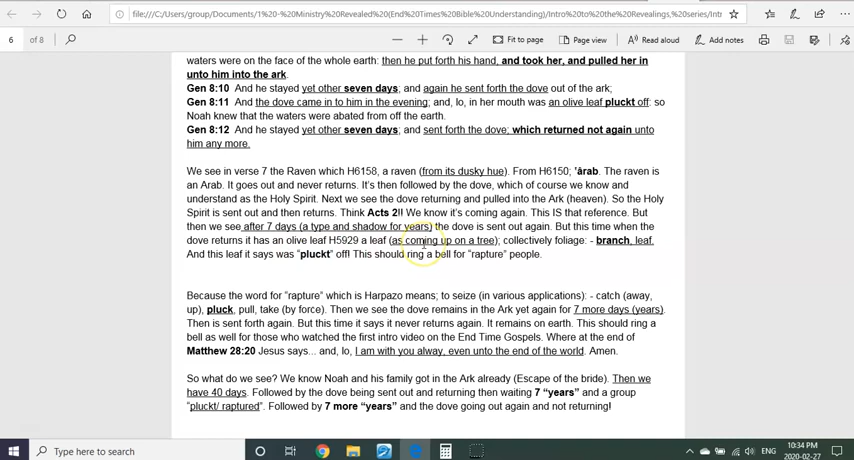 file:///C:/Users/group/Documents/1%20-%20Ministry%20Revealed%20(End%20Times%20Bible%20Understanding)/Intro%20to%20the%20Revealings,%20series/Intr
6 of 8
Fit to page
Page view
Read aloud
Add notes
waters were on the face of the whole earth: then he put forth his hand, and took her, and pulled her in
unto him into the ark.
Gen 8:10 And he stayed yet other seven days; and again he sent forth the dove out of the ark;
Gen 8:11 And the dove came in to him in the evening; and, lo, in her mouth was an olive leaf pluckt off: so
Noah knew that the waters were abated from off the earth.
Gen 8:12 And he stayed yet other seven days; and sent forth the dove; which returned not again unto
him any more.
We see in verse 7 the Raven which H6158, a raven (from its dusky hue). From H6150; ‛ârab. The raven is
an Arab. It goes out and never returns. It's then followed by the dove, which of course we know and
understand as the Holy Spirit. Next we see the dove returning and pulled into the Ark (heaven). So the Holy
Spirit is sent out and then returns. Think Acts 2!! We know it's coming again. This IS that reference. But
then we see after 7 days (a type and shadow for years) the dove is sent out again. But this time when the
dove returns it has an olive leaf H5929 a leaf (as coming up on a tree); collectively foliage: - branch, leaf.
And this leaf it says was "pluckt" off! This should ring a bell for "rapture" people.
Because the word for "rapture" which is Harpazo means; to seize (in various applications): - catch (away,
up), pluck, pull, take (by force). Then we see the dove remains in the Ark yet again for 7 more days (years).
Then is sent forth again. But this time it says it never returns again. It remains on earth. This should ring a
bell as well for those who watched the first intro video on the End Time Gospels. Where at the end of
Matthew 28:20 Jesus says... and, lo, I am with you alway, even unto the end of the world. Amen.
So what do we see? We know Noah and his family got in the Ark already (Escape of the bride). Then we
have 40 days. Followed by the dove being sent out and returning then waiting 7 "years" and a group
"pluckt/ raptured". Followed by 7 more "years" and the dove going out again and not returning!
Type here to search
ENG
10:34 PM
2020-02-27